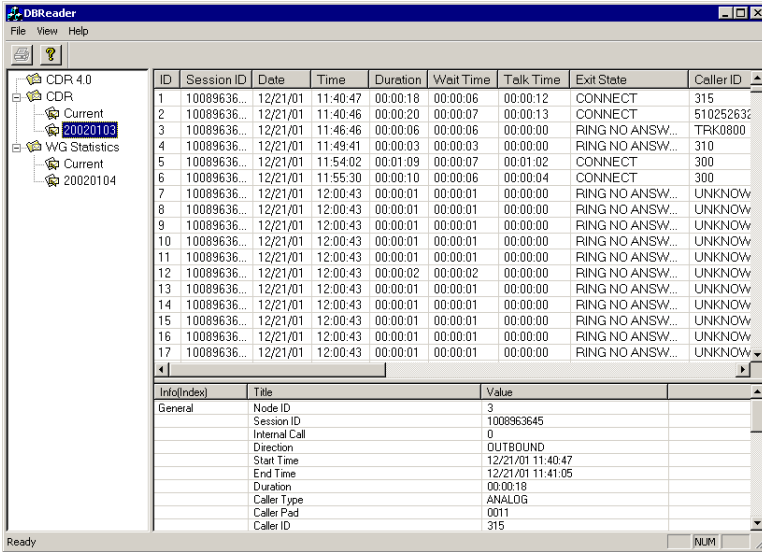 DBReader
File View Help
CDR 4.0
CDR
Current
20020103
WG Statistics
Current
20020104
ID Session ID Date Time Duration Wait Time Talk Time Exit State Caller ID
1 10089636... 12/21/01 11:40:47 00:00:18 00:00:06 00:00:12 CONNECT 315
2 10089636... 12/21/01 11:40:46 00:00:20 00:00:07 00:00:13 CONNECT 510252632
3 10089636... 12/21/01 11:46:46 00:00:06 00:00:06 00:00:00 RING NO ANSW... TRK0800
4 10089636... 12/21/01 11:49:41 00:00:03 00:00:03 00:00:00 RING NO ANSW... 310
5 10089636... 12/21/01 11:54:02 00:01:09 00:00:07 00:01:02 CONNECT 300
6 10089636... 12/21/01 11:55:30 00:00:10 00:00:06 00:00:04 CONNECT 300
7 10089636... 12/21/01 12:00:43 00:00:01 00:00:01 00:00:00 RING NO ANSW... UNKNOW
8 10089636... 12/21/01 12:00:43 00:00:01 00:00:01 00:00:00 RING NO ANSW... UNKNOW
9 10089636... 12/21/01 12:00:43 00:00:01 00:00:01 00:00:00 RING NO ANSW... UNKNOW
10 10089636... 12/21/01 12:00:43 00:00:01 00:00:01 00:00:00 RING NO ANSW... UNKNOW
11 10089636... 12/21/01 12:00:43 00:00:01 00:00:01 00:00:00 RING NO ANSW... UNKNOW
12 10089636... 12/21/01 12:00:43 00:00:02 00:00:02 00:00:00 RING NO ANSW... UNKNOW
13 10089636... 12/21/01 12:00:43 00:00:01 00:00:01 00:00:00 RING NO ANSW... UNKNOW
14 10089636... 12/21/01 12:00:43 00:00:01 00:00:01 00:00:00 RING NO ANSW... UNKNOW
15 10089636... 12/21/01 12:00:43 00:00:01 00:00:01 00:00:00 RING NO ANSW... UNKNOW
16 10089636... 12/21/01 12:00:43 00:00:01 00:00:01 00:00:00 RING NO ANSW... UNKNOW
17 10089636... 12/21/01 12:00:43 00:00:01 00:00:01 00:00:00 RING NO ANSW... UNKNOW
Info(Index) Title Value
General Node ID 3
Session ID 1008963645
Internal Call 0
Direction OUTBOUND
Start Time 12/21/01 11:40:47
End Time 12/21/01 11:41:05
Duration 00:00:18
Caller Type ANALOG
Caller Pad 0011
Caller ID 315
Ready NUM